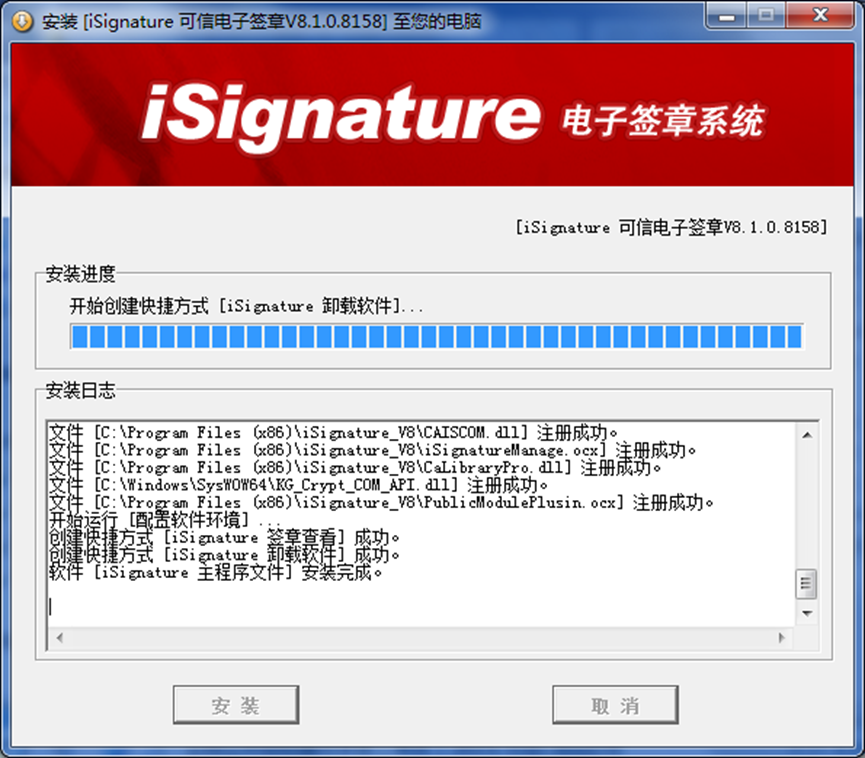 安装 [iSignature 可信电子签章V8.1.0.8158] 至您的电脑
iSignature 电子签章系统
[iSignature 可信电子签章V8.1.0.8158]
安装进度
开始创建快捷方式 [iSignature 卸载软件]...
安装日志
文件 [C:\Program Files (x86)\iSignature_V8\CAISCOM.dll] 注册成功。
文件 [C:\Program Files (x86)\iSignature_V8\iSignatureManage.ocx] 注册成功。
文件 [C:\Program Files (x86)\iSignature_V8\CaLibraryPro.dll] 注册成功。
文件 [C:\Windows\SysWOW64\KG_Crypt_COM_API.dll] 注册成功。
文件 [C:\Program Files (x86)\iSignature_V8\PublicModulePlusin.ocx] 注册成功。
开始运行 [配置软件环境] ...
创建快捷方式 [iSignature 签章查看] 成功。
创建快捷方式 [iSignature 卸载软件] 成功。
软件 [iSignature 主程序文件] 安装完成。
安 装
取 消